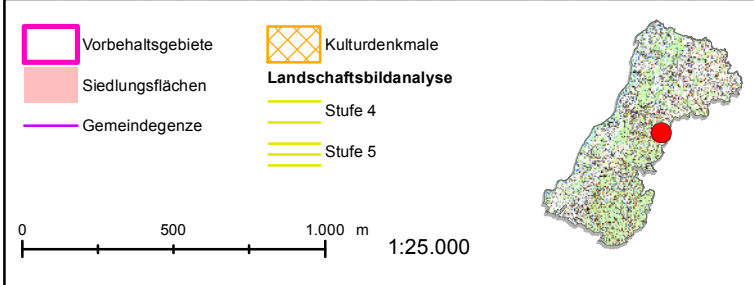 Vorbehaltsgebiete
Siedlungsflächen
Gemeindegenze
Kulturdenkmale
Landschaftsbildanalyse
Stufe 4
Stufe 5
0 500 1.000 m
1:25.000